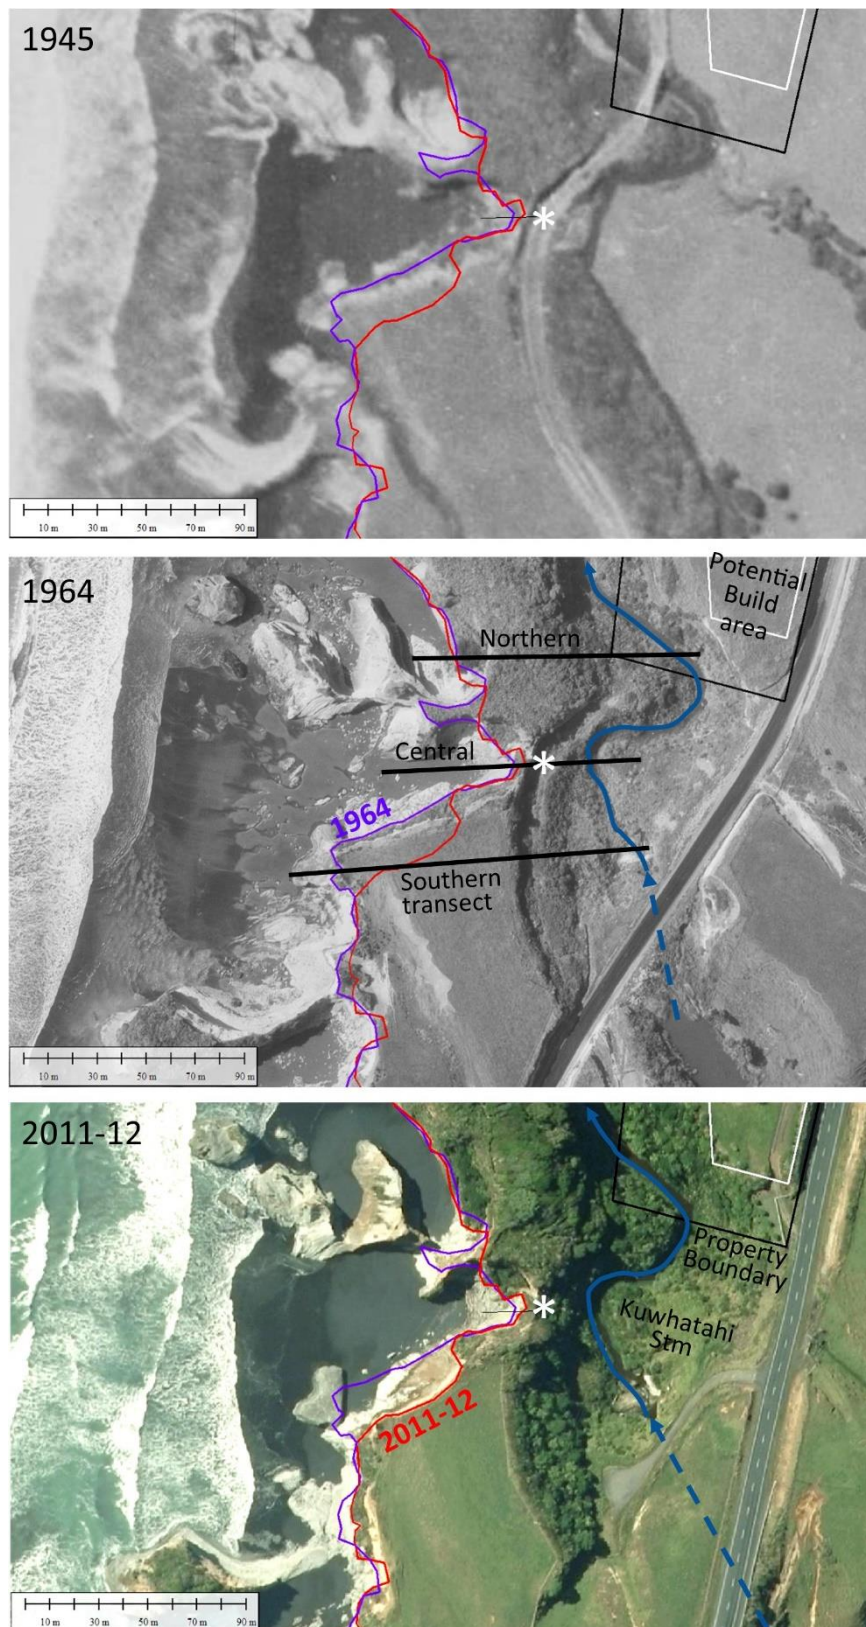 1945
10 m 30 m 50 m 70 m 90 m
1964
Potential
Build
area
Northern
Central
1964
Southern
transect
10 m 30 m 50 m 70 m 90 m
2011-12
Property
Boundary
Kuwhatahi
Stm
2011-12
10 m 30 m 50 m 70 m 90 m